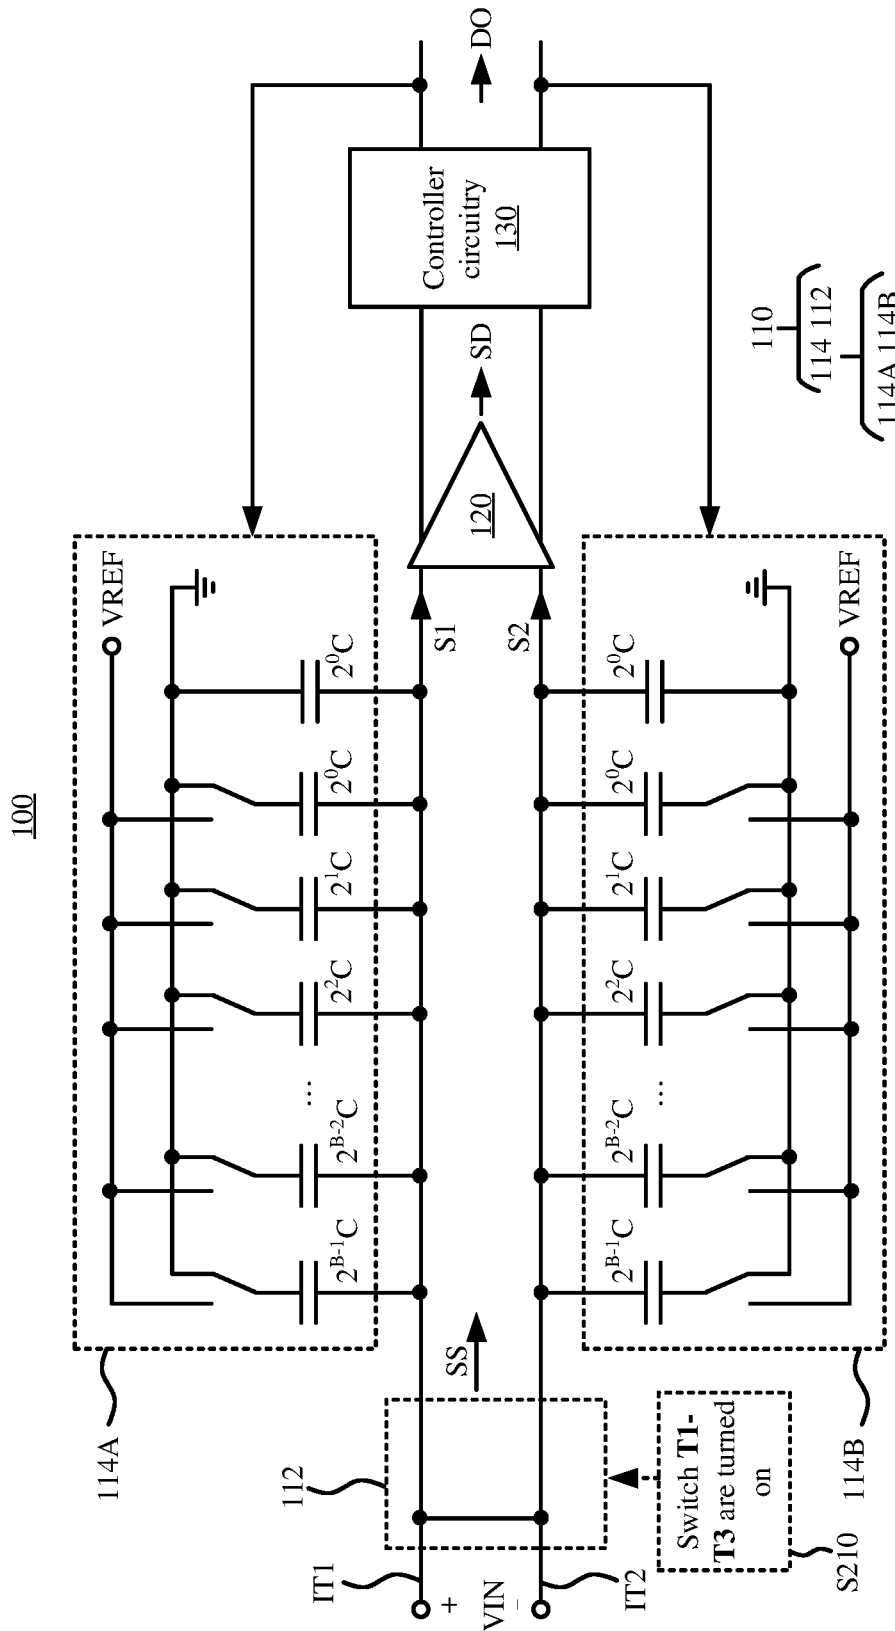 100
114A
VREF
2^(B-1)C
2^(B-2)C
...
2^2C
2^1C
2^0C
2^0C
112
SS
S1
IT1
+
VIN
−
IT2
S2
120
SD
Controller
circuitry
130
DO
2^(B-1)C
2^(B-2)C
...
2^2C
2^1C
2^0C
2^0C
VREF
114B
Switch T1-
T3 are turned
on
S210
110
114 112
114A 114B